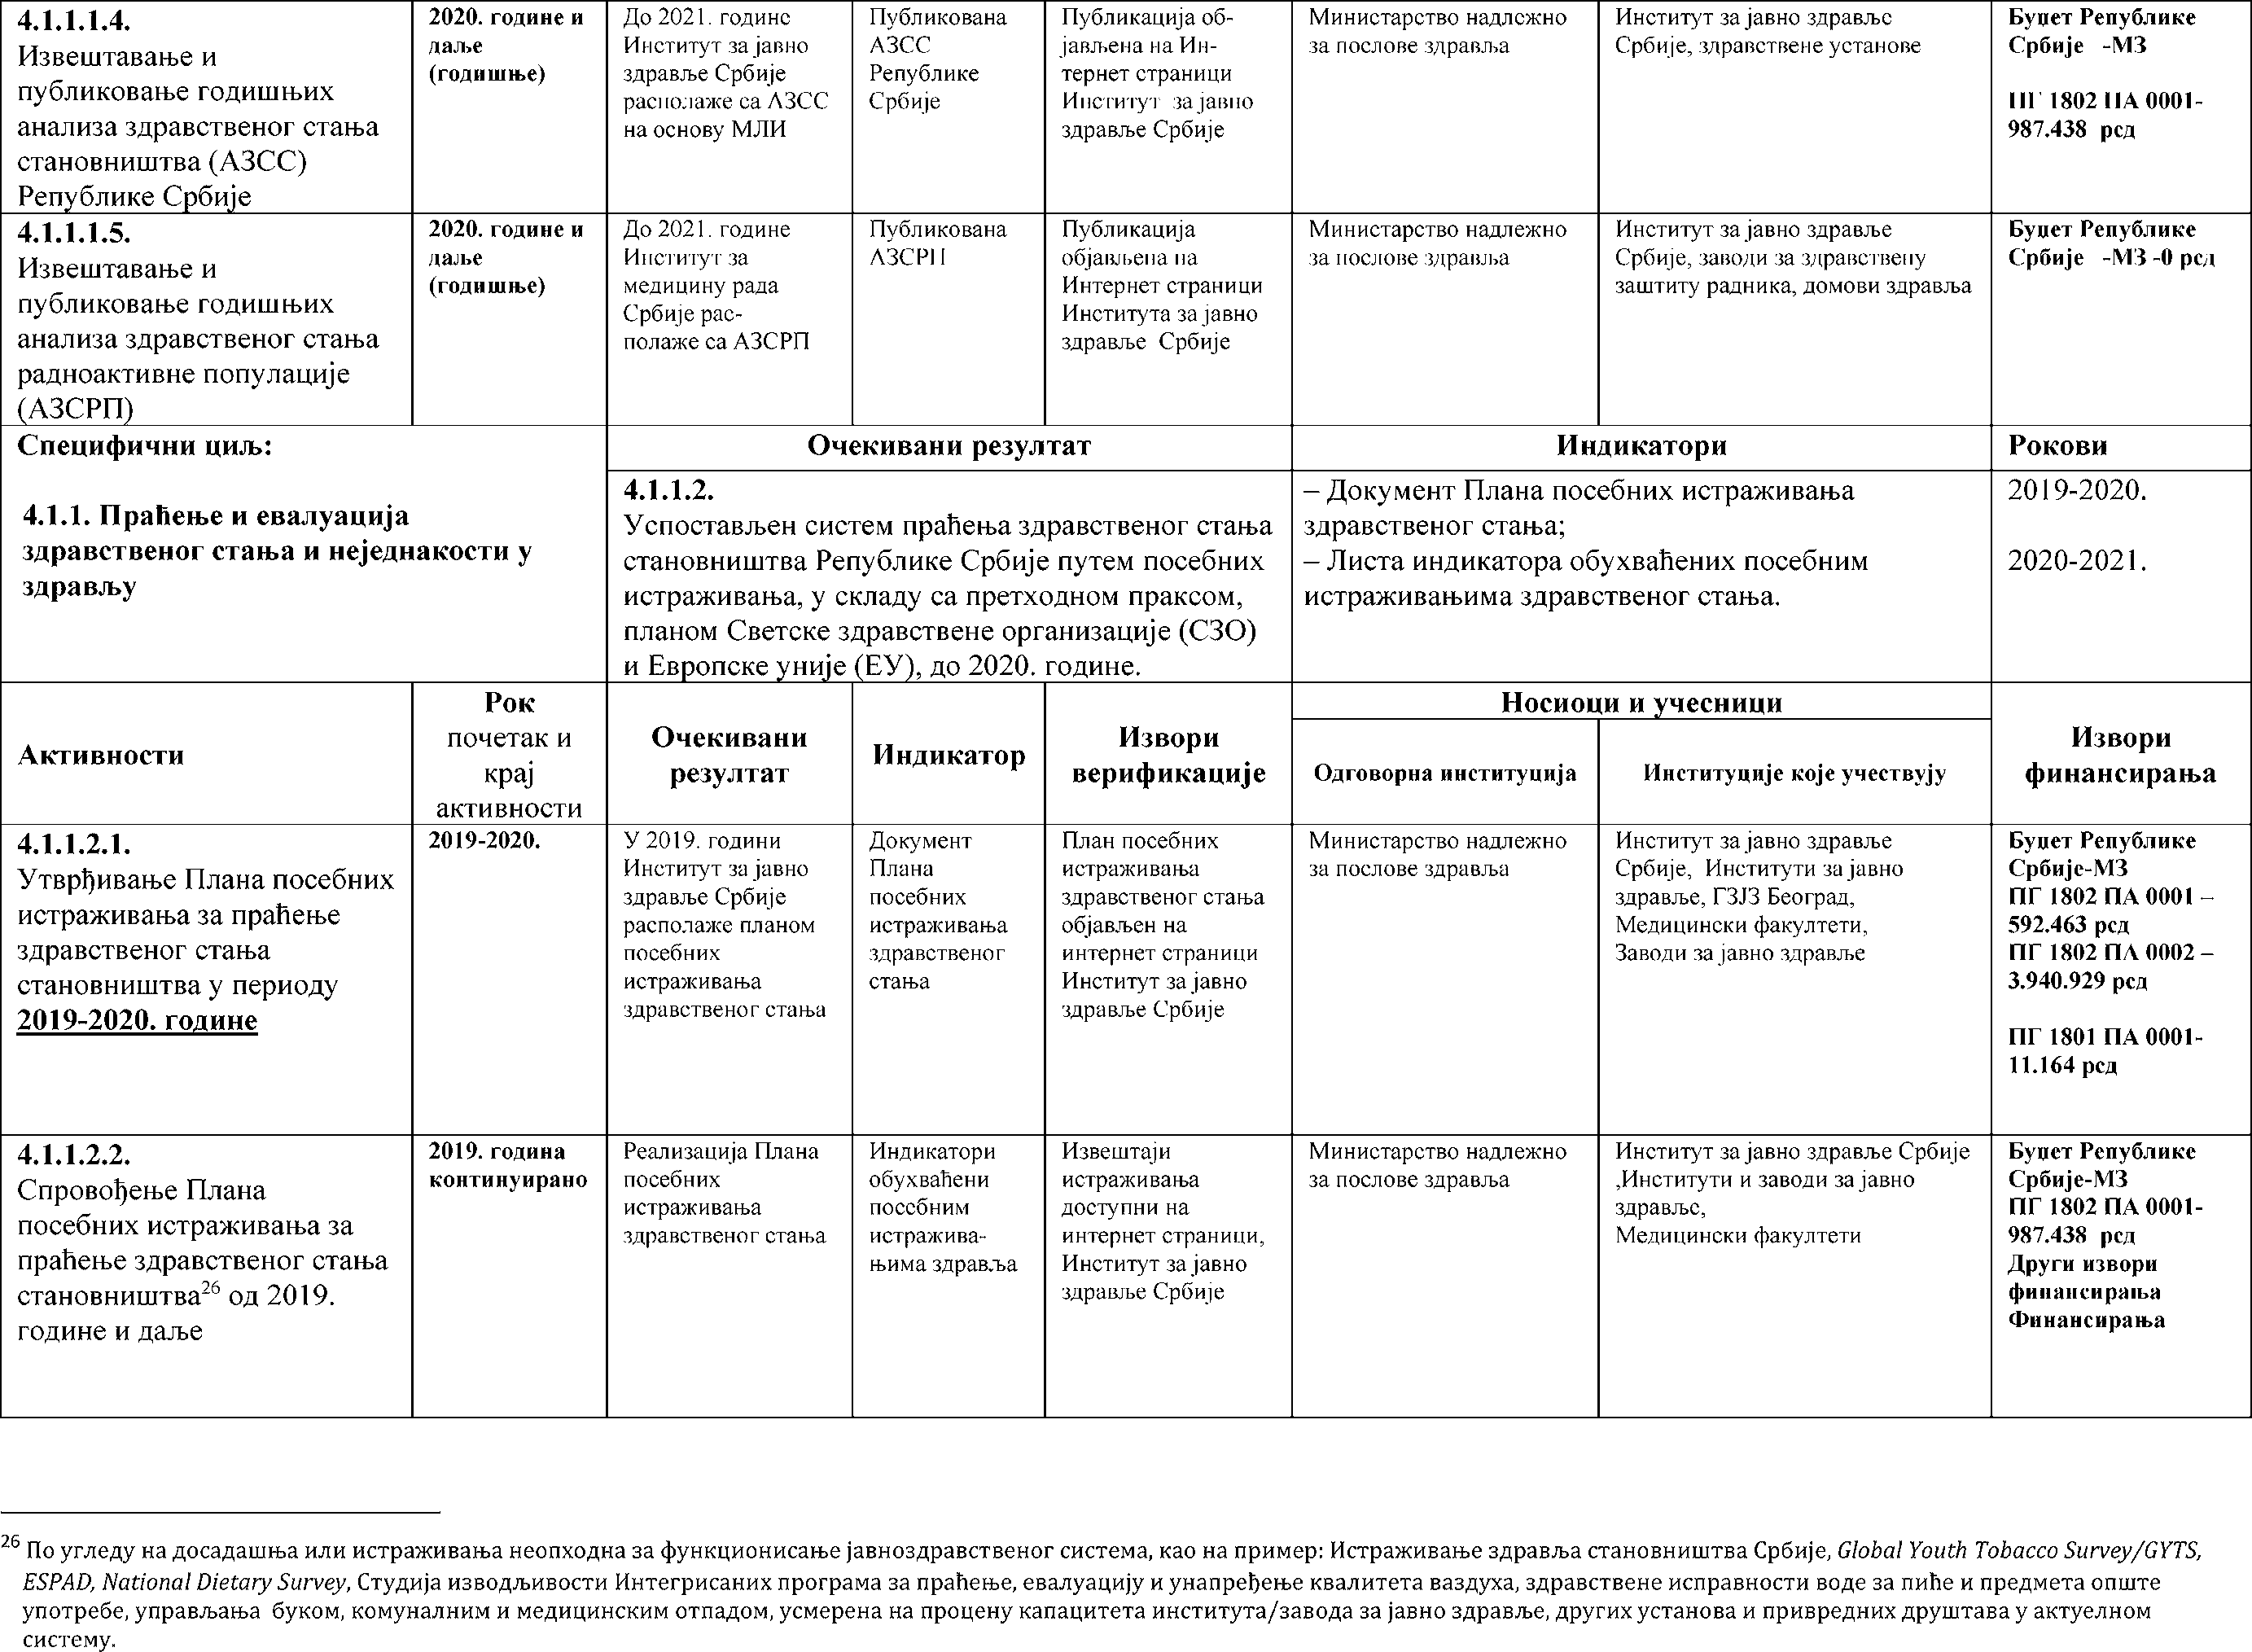 4.1.1.1.4.
Извештавање и
публиковање годишњих
анализа здравственог стања
становништва (АЗСС)
Републике Србије
2020. године и
даље
(годишње)
До 2021. године
Институт за јавно
здравље Србије
располаже са АЗСС
на основу МЛИ
Публикована
АЗСС
Републике
Србије
Публикација об-
јављена на Ин-
тернет страници
Институт за јавно
здравље Србије
Министарство надлежно
за послове здравља
Институт за јавно здравље
Србије, здравствене установе
Буџет Републике
Србије -МЗ
ПГ 1802 ПА 0001-
987.438 рсд
4.1.1.1.5.
Извештавање и
публиковање годишњих
анализа здравственог стања
радноактивне популације
(АЗСРП)
2020. године и
даље
(годишње)
До 2021. године
Институт за
медицину рада
Србије рас-
полаже са АЗСРП
Публикована
АЗСРП
Публикација
објављена на
Интернет страници
Института за јавно
здравље Србије
Министарство надлежно
за послове здравља
Институт за јавно здравље
Србије, заводи за здравствену
заштиту радника, домови здравља
Буџет Републике
Србије -МЗ -0 рсд
Специфични циљ:
4.1.1. Праћење и евалуација
здравственог стања и неједнакости у
здрављу
Очекивани резултат
4.1.1.2.
Успостављен систем праћења здравственог стања
становништва Републике Србије путем посебних
истраживања, у складу са претходном праксом,
планом Светске здравствене организације (СЗО)
и Европске уније (ЕУ), до 2020. године.
Индикатори
– Документ Плана посебних истраживања
здравственог стања;
– Листа индикатора обухваћених посебним
истраживањима здравственог стања.
Рокови
2019-2020.
2020-2021.
Активности
Рок
почетак и
крај
активности
Очекивани
резултат
Индикатор
Извори
верификације
Носиоци и учесници
Одговорна институција
Институције које учествују
Извори
финансирања
4.1.1.2.1.
Утврђивање Плана посебних
истраживања за праћење
здравственог стања
становништва у периоду
2019-2020. године
2019-2020.
У 2019. години
Институт за јавно
здравље Србије
располаже планом
посебних
истраживања
здравственог стања
Документ
Плана
посебних
истраживања
здравственог
стања
План посебних
истраживања
здравственог стања
објављен на
интернет страници
Институт за јавно
здравље Србије
Министарство надлежно
за послове здравља
Институт за јавно здравље
Србије, Институти за јавно
здравље, ГЗЈЗ Београд,
Медицински факултети,
Заводи за јавно здравље
Буџет Републике
Србије-МЗ
ПГ 1802 ПА 0001 –
592.463 рсд
ПГ 1802 ПА 0002 –
3.940.929 рсд
ПГ 1801 ПА 0001-
11.164 рсд
4.1.1.2.2.
Спровођење Плана
посебних истраживања за
праћење здравственог стања
становништва26 од 2019.
године и даље
2019. година
континуирано
Реализација Плана
посебних
истраживања
здравственог стања
Индикатори
обухваћени
посебним
истражива-
њима здравља
Извештаји
истраживања
доступни на
интернет страници,
Институт за јавно
здравље Србије
Министарство надлежно
за послове здравља
Институт за јавно здравље Србије
,Институти и заводи за јавно
здравље,
Медицински факултети
Буџет Републике
Србије-МЗ
ПГ 1802 ПА 0001-
987.438 рсд
Други извори
финансирања
Финансирања
26 По угледу на досадашња или истраживања неопходна за функционисање јавноздравственог система, као на пример: Истраживање здравља становништва Србије, Global Youth Tobacco Survey/GYTS,
ESPAD, National Dietary Survey, Студија изводљивости Интегрисаних програма за праћење, евалуацију и унапређење квалитета ваздуха, здравствене исправности воде за пиће и предмета опште
употребе, управљања буком, комуналним и медицинским отпадом, усмерена на процену капацитета института/завода за јавно здравље, других установа и привредних друштава у актуелном
систему.